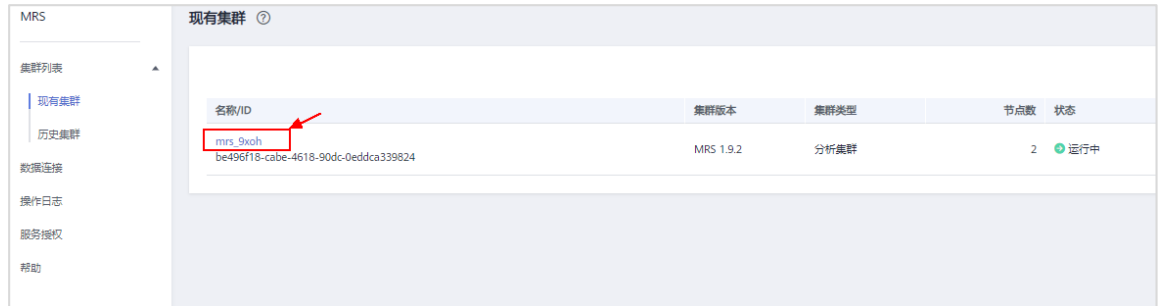 MRS
集群列表
现有集群
历史集群
数据连接
操作日志
服务授权
帮助
现有集群
名称/ID 集群版本 集群类型 节点数 状态
mrs_9xoh
be496f18-cabe-4618-90dc-0eddca339824 MRS 1.9.2 分析集群 2 运行中